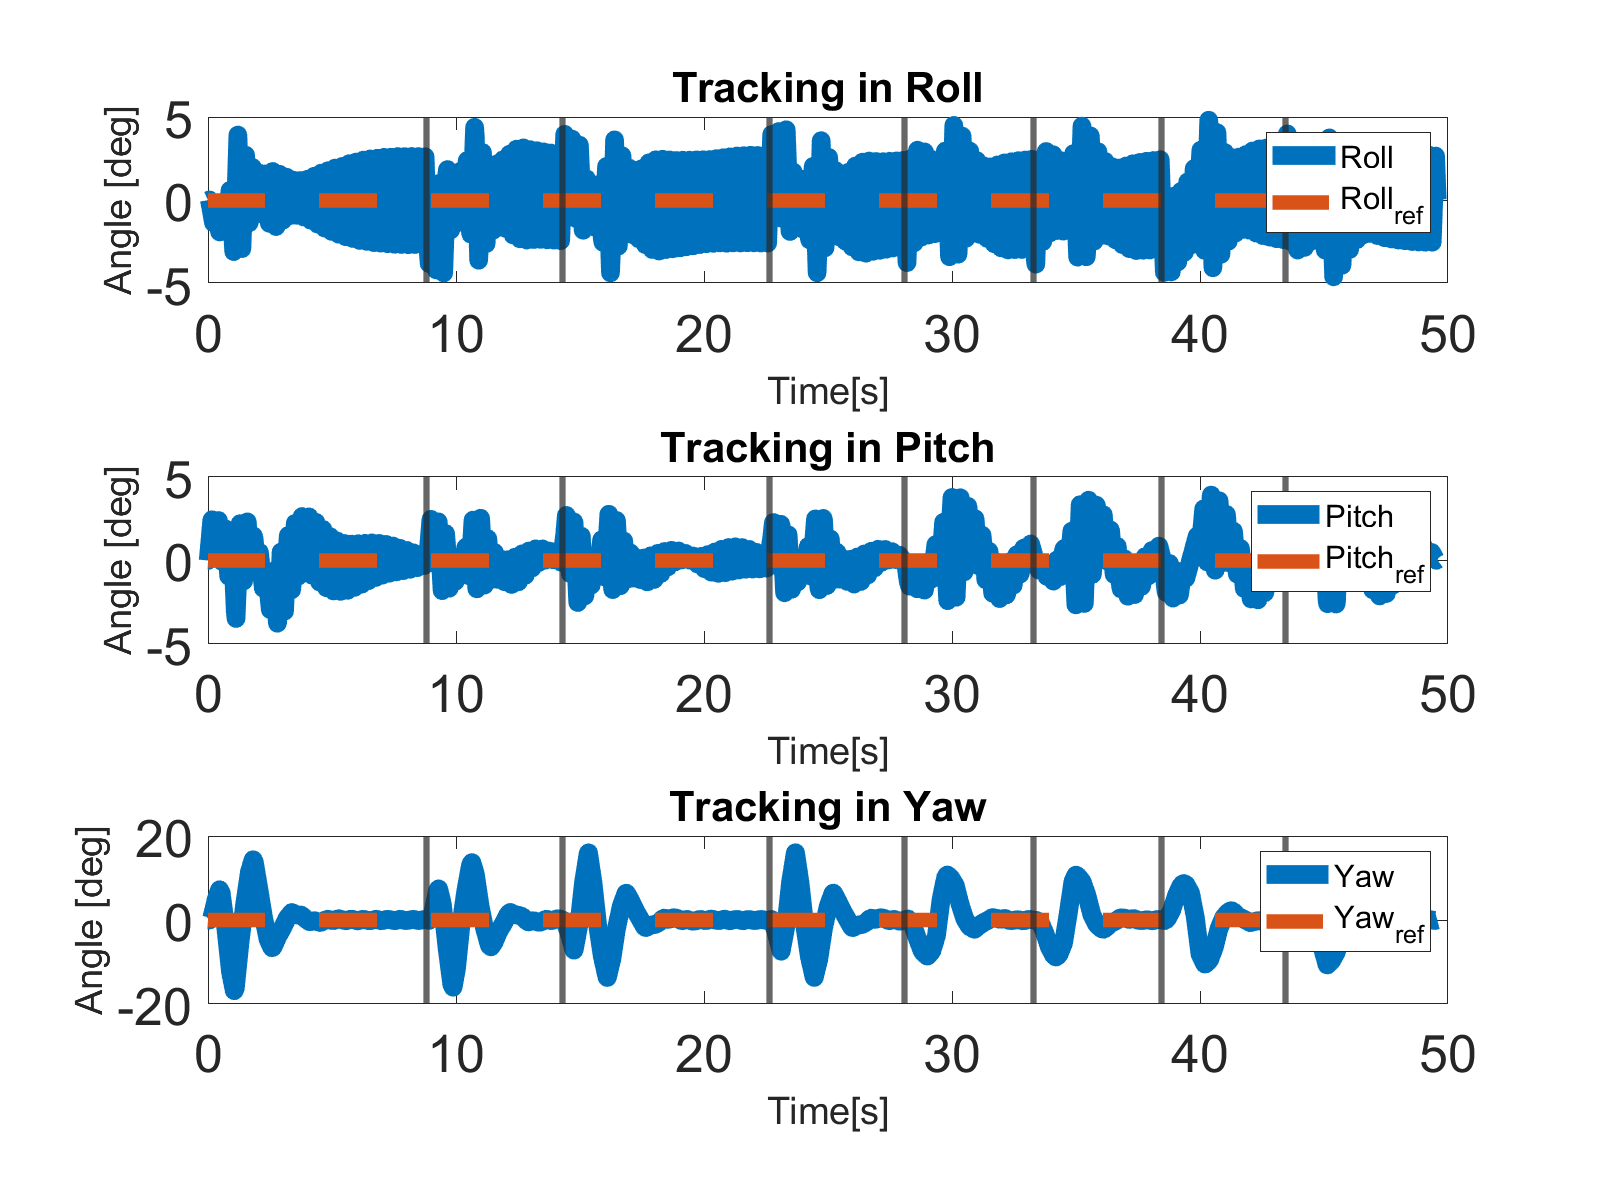 Tracking in Roll
Angle [deg]
5
0
-5
Roll
Roll_ref
0 10 20 30 40 50
Time[s]
Tracking in Pitch
Angle [deg]
5
0
-5
Pitch
Pitch_ref
0 10 20 30 40 50
Time[s]
Tracking in Yaw
Angle [deg]
20
0
-20
Yaw
Yaw_ref
0 10 20 30 40 50
Time[s]